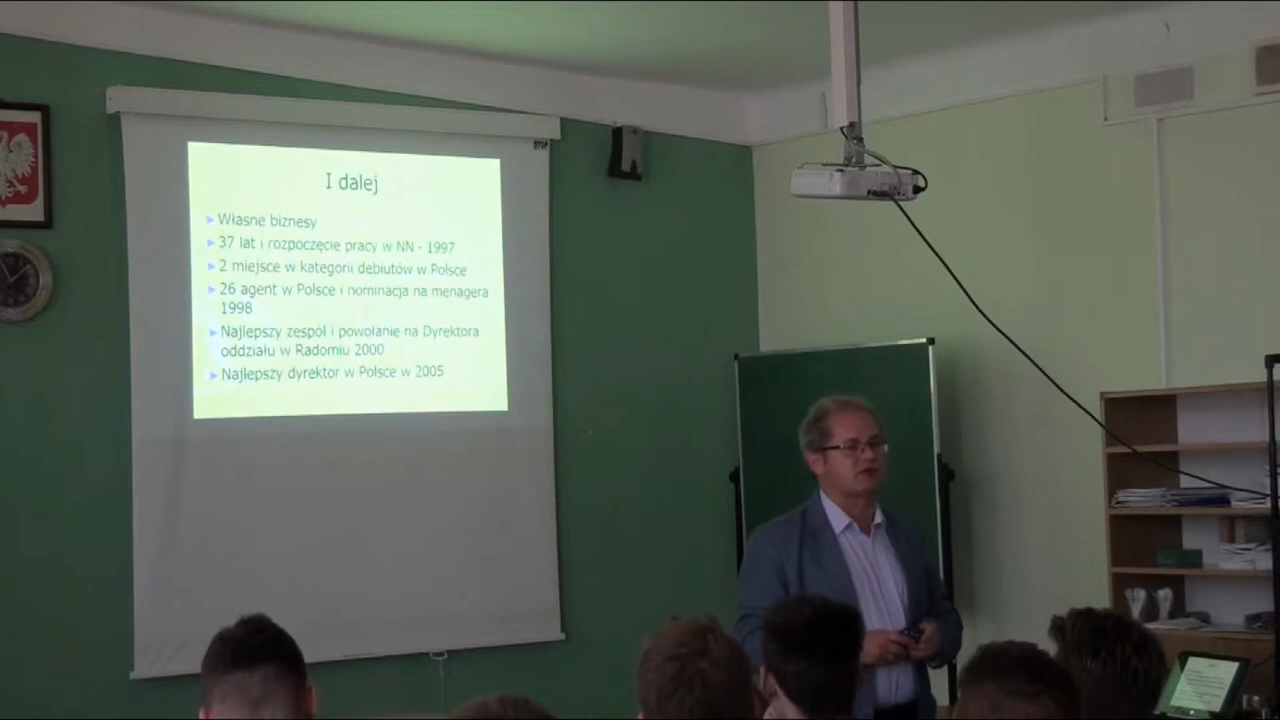 I dalej
Własne biznesy
37 lat i rozpoczęcie pracy w NN - 1997
2 miejsce w kategorii debiutów w Polsce
26 agent w Polsce i nominacja na menagera
1998
Najlepszy zespół i powołanie na Dyrektora
oddziału w Radomiu 2000
Najlepszy dyrektor w Polsce w 2005